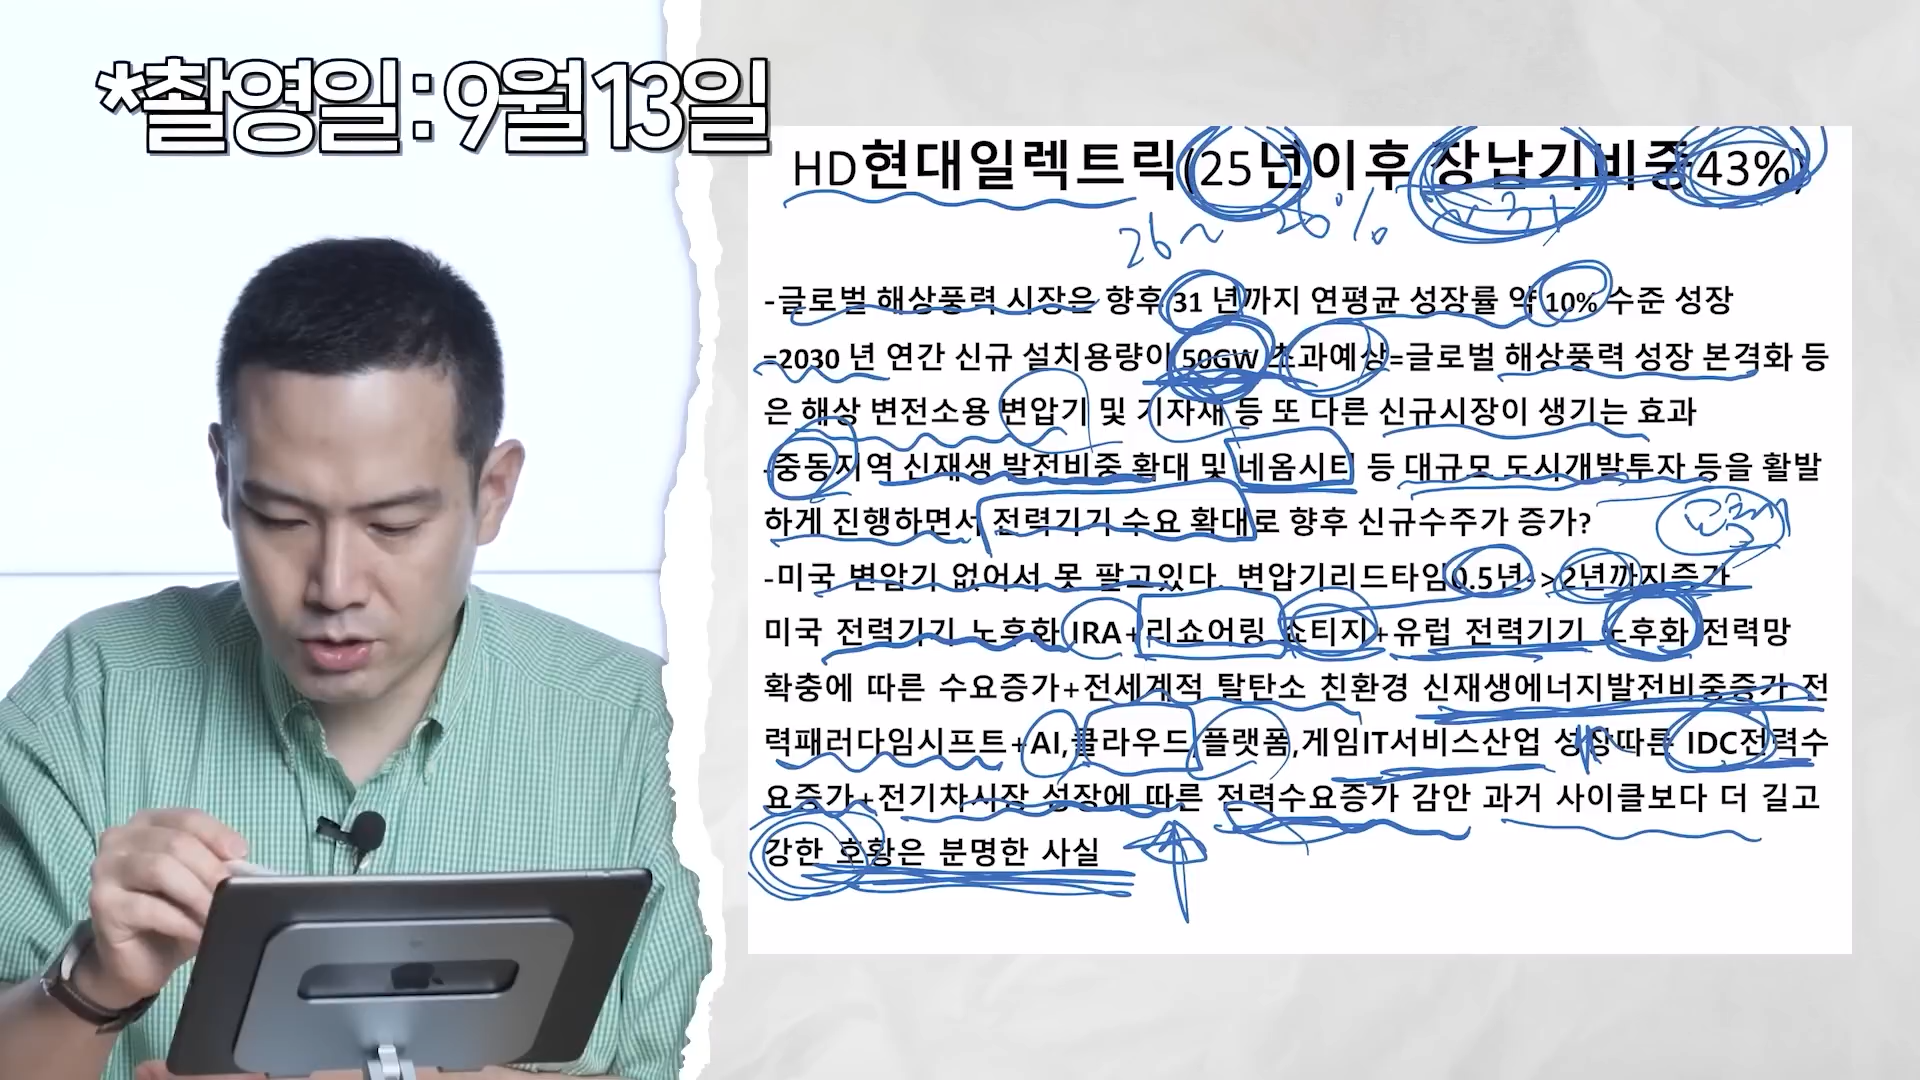 *촬영일:9월13일
HD현대일렉트릭(25년이후 장납기비중43%)
26~ 26%
-글로벌 해상풍력 시장은 향후 31 년까지 연평균 성장률 약 10% 수준 성장
-2030 년 연간 신규 설치용량이 50GW 초과예상=글로벌 해상풍력 성장 본격화 등
은 해상 변전소용 변압기 및 기자재 등 또 다른 신규시장이 생기는 효과
-중동지역 신재생 발전비중 확대 및 네옴시티 등 대규모 도시개발투자 등을 활발
하게 진행하면서 전력기기 수요 확대로 향후 신규수주가 증가?
-미국 변압기 없어서 못 팔고있다. 변압기리드타임0.5년->2년까지증가
미국 전력기기 노후화 IRA+리쇼어링 쇼티지+유럽 전력기기 노후화 전력망
확충에 따른 수요증가+전세계적 탈탄소 친환경 신재생에너지발전비중증가 전
력패러다임시프트+AI,클라우드,플랫폼,게임IT서비스산업 성장따른 IDC전력수
요증가+전기차시장 성장에 따른 전력수요증가 감안 과거 사이클보다 더 길고
강한 호황은 분명한 사실